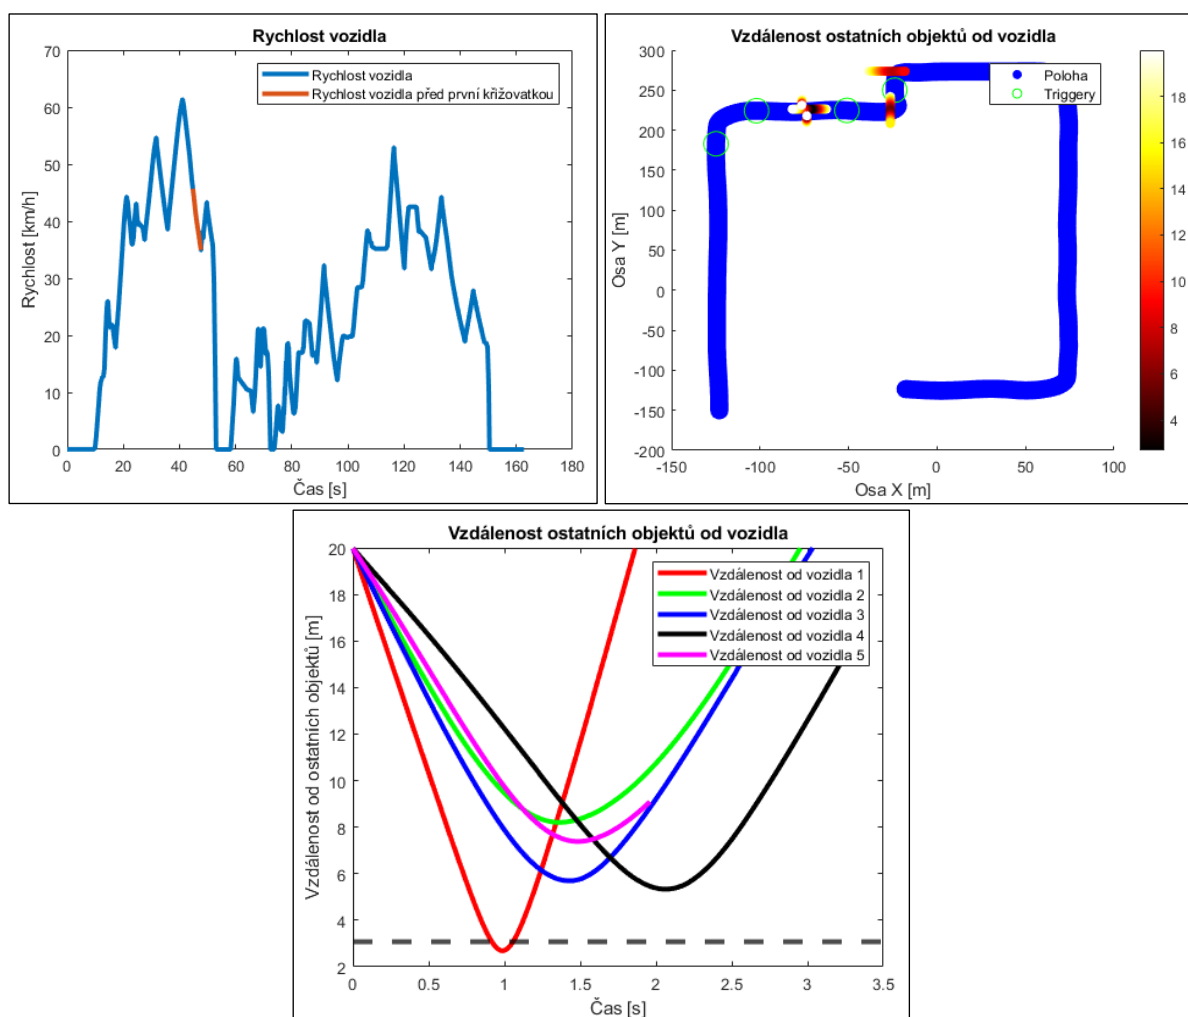 Rychlost vozidla
70
60
50
40
30
20
10
0
Rychlost [km/h]
Rychlost vozidla
Rychlost vozidla před první křižovatkou
0 20 40 60 80 100 120 140 160 180
Čas [s]
Vzdálenost ostatních objektů od vozidla
300
250
200
150
100
50
0
-50
-100
-150
-200
Osa Y [m]
Poloha
Triggery
-150 -100 -50 0 50 100
Osa X [m]
18
16
14
12
10
8
6
4
Vzdálenost ostatních objektů od vozidla
20
18
16
14
12
10
8
6
4
2
Vzdálenost od ostatních objektů [m]
Vzdálenost od vozidla 1
Vzdálenost od vozidla 2
Vzdálenost od vozidla 3
Vzdálenost od vozidla 4
Vzdálenost od vozidla 5
0 0.5 1 1.5 2 2.5 3 3.5
Čas [s]